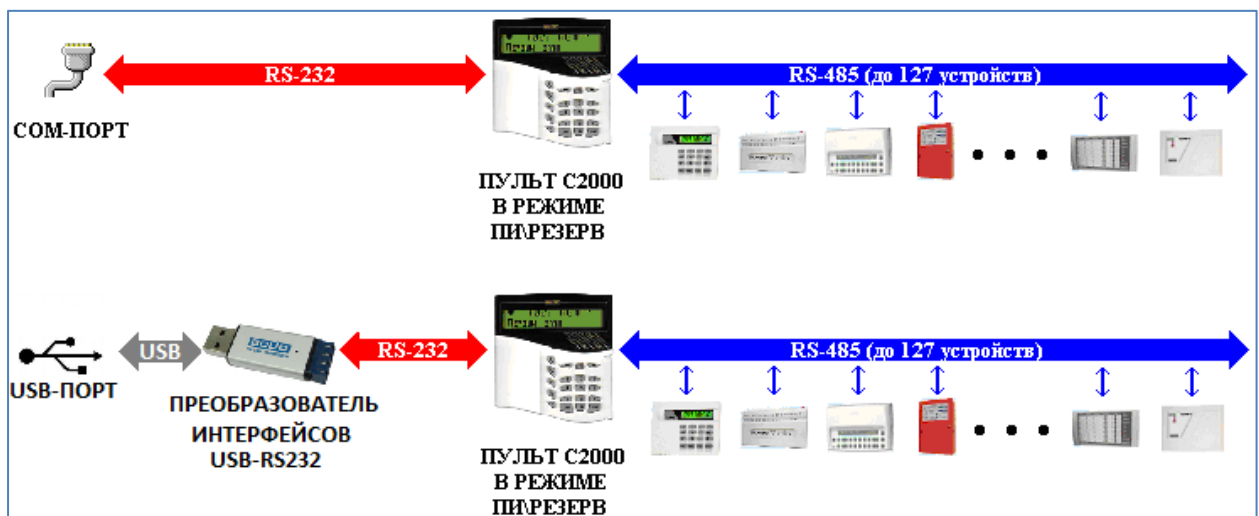 RS-232
RS-485 (до 127 устройств)
COM-ПОРТ
ПУЛЬТ С2000
В РЕЖИМЕ
ПИ\РЕЗЕРВ
USB
RS-232
RS-485 (до 127 устройств)
USB-ПОРТ
ПРЕОБРАЗОВАТЕЛЬ
ИНТЕРФЕЙСОВ
USB-RS232
ПУЛЬТ С2000
В РЕЖИМЕ
ПИ\РЕЗЕРВ